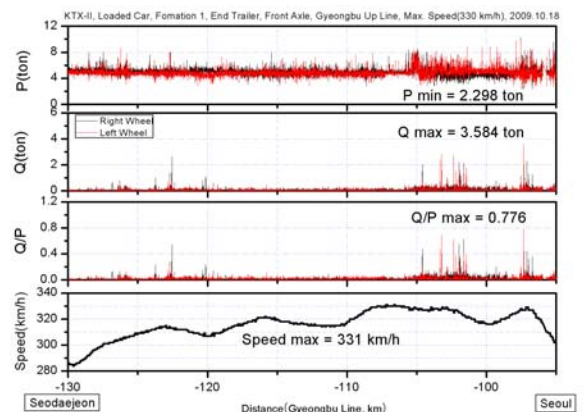 KTX-II, Loaded Car, Fomation 1, End Trailer, Front Axle, Gyeongbu Up Line, Max. Speed(330 km/h), 2009.10.18
P(ton)
12
8
4
0
P min = 2.298 ton
Q(ton)
6
4
2
0
Right Wheel
Left Wheel
Q max = 3.584 ton
Q/P
1.2
0.8
0.4
0.0
Q/P max = 0.776
Speed(km/h)
340
320
300
280
Speed max = 331 km/h
-130 -120 -110 -100
Seodaejeon Distance(Gyeongbu Line, km) Seoul